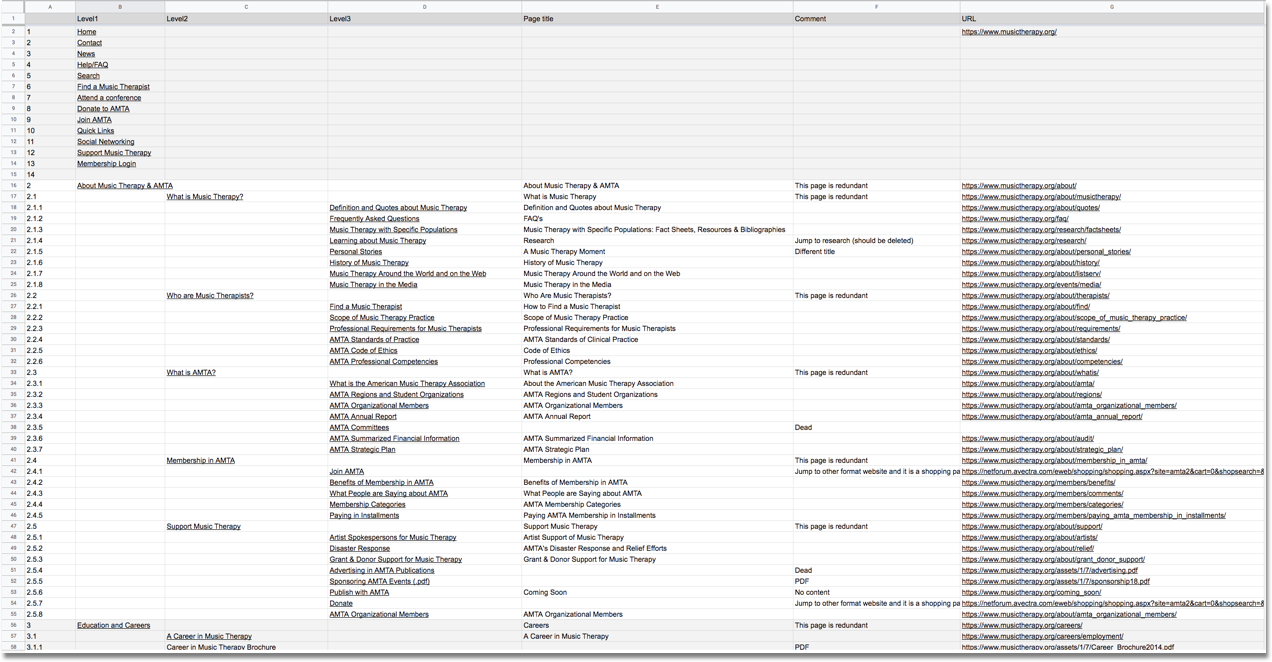 A B C D E F G
1 Level1 Level2 Level3 Page title Comment URL
2 1 Home https://www.musictherapy.org/
3 2 Contact
4 3 News
5 4 Help/FAQ
6 5 Search
7 6 Find a Music Therapist
8 7 Attend a conference
9 8 Donate to AMTA
10 9 Join AMTA
11 10 Quick Links
12 11 Social Networking
13 12 Support Music Therapy
14 13 Membership Login
15 14
16 2 About Music Therapy & AMTA About Music Therapy & AMTA This page is redundant https://www.musictherapy.org/about/
17 2.1 What is Music Therapy? What is Music Therapy This page is redundant https://www.musictherapy.org/about/musictherapy/
18 2.1.1 Definition and Quotes about Music Therapy Definition and Quotes about Music Therapy https://www.musictherapy.org/about/quotes/
19 2.1.2 Frequently Asked Questions FAQ's https://www.musictherapy.org/faq/
20 2.1.3 Music Therapy with Specific Populations Music Therapy with Specific Populations: Fact Sheets, Resources & Bibliographies https://www.musictherapy.org/research/factsheets/
21 2.1.4 Learning about Music Therapy Research Jump to research (should be deleted) https://www.musictherapy.org/research/
22 2.1.5 Personal Stories A Music Therapy Moment Different title https://www.musictherapy.org/about/personal_stories/
23 2.1.6 History of Music Therapy History of Music Therapy https://www.musictherapy.org/about/history/
24 2.1.7 Music Therapy Around the World and on the Web Music Therapy Around the World and on the Web https://www.musictherapy.org/about/listserv/
25 2.1.8 Music Therapy in the Media Music Therapy in the Media https://www.musictherapy.org/events/media/
26 2.2 Who are Music Therapists? Who Are Music Therapists? This page is redundant https://www.musictherapy.org/about/therapists/
27 2.2.1 Find a Music Therapist How to Find a Music Therapist https://www.musictherapy.org/about/find/
28 2.2.2 Scope of Music Therapy Practice Scope of Music Therapy Practice https://www.musictherapy.org/about/scope_of_music_therapy_practice/
29 2.2.3 Professional Requirements for Music Therapists Professional Requirements for Music Therapists https://www.musictherapy.org/about/requirements/
30 2.2.4 AMTA Standards of Practice AMTA Standards of Clinical Practice https://www.musictherapy.org/about/standards/
31 2.2.5 AMTA Code of Ethics Code of Ethics https://www.musictherapy.org/about/ethics/
32 2.2.6 AMTA Professional Competencies Professional Competencies https://www.musictherapy.org/about/competencies/
33 2.3 What is AMTA? What is AMTA? This page is redundant https://www.musictherapy.org/about/whatis/
34 2.3.1 What is the American Music Therapy Association About the American Music Therapy Association https://www.musictherapy.org/about/amta/
35 2.3.2 AMTA Regions and Student Organizations AMTA Regions and Student Organizations https://www.musictherapy.org/about/regions/
36 2.3.3 AMTA Organizational Members AMTA Organizational Members https://www.musictherapy.org/about/amta_organizational_members/
37 2.3.4 AMTA Annual Report AMTA Annual Report https://www.musictherapy.org/about/amta_annual_report/
38 2.3.5 AMTA Committees Dead
39 2.3.6 AMTA Summarized Financial Information AMTA Summarized Financial Information https://www.musictherapy.org/about/audit/
40 2.3.7 AMTA Strategic Plan AMTA Strategic Plan https://www.musictherapy.org/about/strategic_plan/
41 2.4 Membership in AMTA Membership in AMTA This page is redundant https://www.musictherapy.org/about/membership_in_amta/
42 2.4.1 Join AMTA Jump to other format website and it is a shopping pa https://netforum.avectra.com/eweb/shopping/shopping.aspx?site=amta2&cart=0&shopsearch=&
43 2.4.2 Benefits of Membership in AMTA Benefits of Membership in AMTA https://www.musictherapy.org/members/benefits/
44 2.4.3 What People are Saying about AMTA What People are Saying about AMTA https://www.musictherapy.org/members/comments/
45 2.4.4 Membership Categories AMTA Membership Categories https://www.musictherapy.org/members/categories/
46 2.4.5 Paying in Installments Paying AMTA Membership in Installments https://www.musictherapy.org/members/paying_amta_membership_in_installments/
47 2.5 Support Music Therapy Support Music Therapy This page is redundant https://www.musictherapy.org/about/support/
48 2.5.1 Artist Spokespersons for Music Therapy Artist Support of Music Therapy https://www.musictherapy.org/about/artists/
49 2.5.2 Disaster Response AMTA's Disaster Response and Relief Efforts https://www.musictherapy.org/about/relief/
50 2.5.3 Grant & Donor Support for Music Therapy Grant & Donor Support for Music Therapy https://www.musictherapy.org/about/grant_donor_support/
51 2.5.4 Advertising in AMTA Publications Dead https://www.musictherapy.org/assets/1/7/advertising.pdf
52 2.5.5 Sponsoring AMTA Events (.pdf) PDF https://www.musictherapy.org/assets/1/7/sponsorship18.pdf
53 2.5.6 Publish with AMTA Coming Soon No content https://www.musictherapy.org/coming_soon/
54 2.5.7 Donate Jump to other format website and it is a shopping pa https://netforum.avectra.com/eweb/shopping/shopping.aspx?site=amta2&cart=0&shopsearch=&
55 2.5.8 AMTA Organizational Members AMTA Organizational Members https://www.musictherapy.org/about/amta_organizational_members/
56 3 Education and Careers Careers This page is redundant https://www.musictherapy.org/careers/
57 3.1 A Career in Music Therapy A Career in Music Therapy https://www.musictherapy.org/careers/employment/
58 3.1.1 Career in Music Therapy Brochure PDF https://www.musictherapy.org/assets/1/7/Career_Brochure2014.pdf